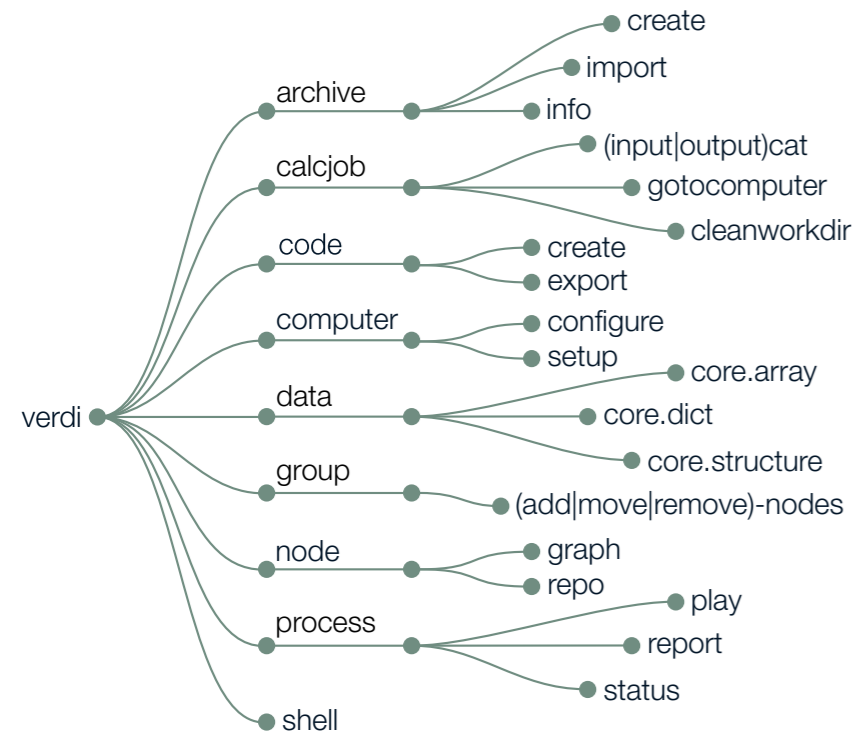 verdi
archive
create
import
info
calcjob
(input|output)cat
gotocomputer
cleanworkdir
code
create
export
computer
configure
setup
data
core.array
core.dict
core.structure
group
(add|move|remove)-nodes
node
graph
repo
process
play
report
status
shell